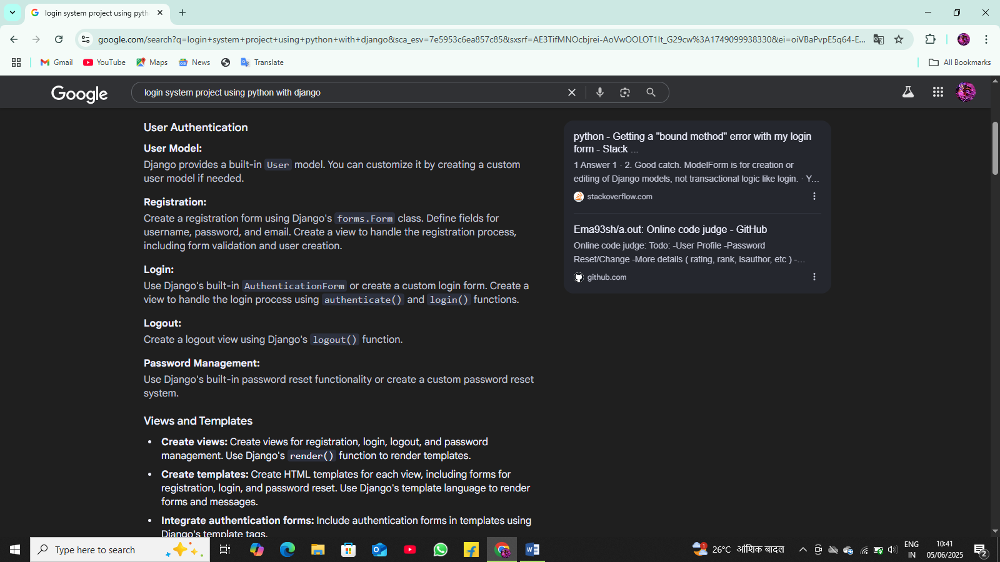 login system project using pyth
google.com/search?q=login+system+project+using+python+with+django&sca_esv=7e5953c6ea857c85&sxsrf=AE3TifMNOcbjrei-AoVwOOLOT1It_G29cw%3A1749099938330&ei=oiVBaPvpE5q64-E...
Gmail
YouTube
Maps
News
Translate
All Bookmarks
Google
login system project using python with django
User Authentication
User Model:
Django provides a built-in User model. You can customize it by creating a custom
user model if needed.
Registration:
Create a registration form using Django's forms.Form class. Define fields for
username, password, and email. Create a view to handle the registration process,
including form validation and user creation.
Login:
Use Django's built-in AuthenticationForm or create a custom login form. Create a
view to handle the login process using authenticate() and login() functions.
Logout:
Create a logout view using Django's logout() function.
Password Management:
Use Django's built-in password reset functionality or create a custom password reset
system.
Views and Templates
• Create views: Create views for registration, login, logout, and password
management. Use Django's render() function to render templates.
• Create templates: Create HTML templates for each view, including forms for
registration, login, and password reset. Use Django's template language to render
forms and messages.
• Integrate authentication forms: Include authentication forms in templates using
Django's template tags.
python - Getting a "bound method" error with my login
form - Stack ...
1 Answer 1 · 2. Good catch. ModelForm is for creation or
editing of Django models, not transactional logic like login. · Y...
stackoverflow.com
Ema93sh/a.out: Online code judge - GitHub
Online code judge: Todo: -User Profile -Password
Reset/Change -More details ( rating, rank, isauthor, etc ) -...
github.com
Type here to search
1
26°C आंशिक बादल
ENG
IN
10:41
05/06/2025
2